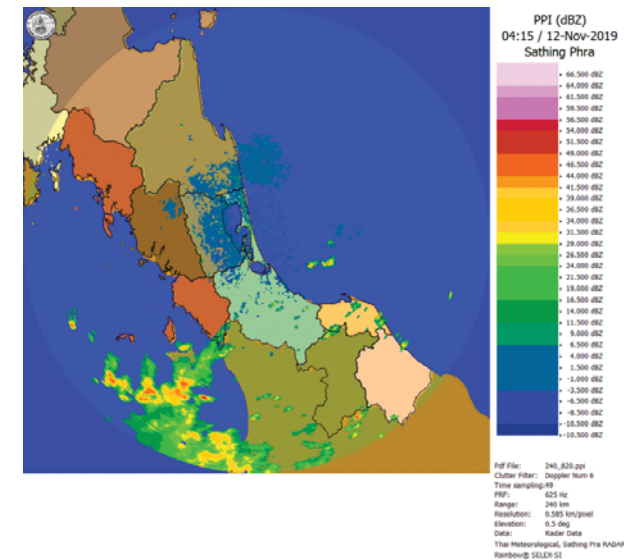 PPI (dBZ)
04:15 / 12-Nov-2019
Sathing Phra
+ 66.500 dBZ
+ 64.000 dBZ
+ 61.500 dBZ
+ 59.500 dBZ
+ 56.500 dBZ
+ 54.000 dBZ
+ 51.500 dBZ
+ 49.000 dBZ
+ 46.500 dBZ
+ 44.000 dBZ
+ 41.500 dBZ
+ 39.000 dBZ
+ 36.500 dBZ
+ 34.000 dBZ
+ 31.500 dBZ
+ 29.000 dBZ
+ 26.500 dBZ
+ 24.000 dBZ
+ 21.500 dBZ
+ 19.000 dBZ
+ 16.500 dBZ
+ 14.000 dBZ
+ 11.500 dBZ
+ 9.000 dBZ
+ 6.500 dBZ
+ 4.000 dBZ
+ 1.500 dBZ
+ -1.000 dBZ
+ -3.500 dBZ
+ -6.500 dBZ
+ -8.500 dBZ
+ -10.500 dBZ
< -10.500 dBZ
Pdf File: 240_820.ppi
Clutter Filter: Doppler Num 6
Time sampling:49
PRF: 625 Hz
Range: 240 km
Resolution: 0.585 km/pixel
Elevation: 0.5 deg
Data: Radar Data
Thai Meteorological, Sathing Pra RADAR
Rainbow® SELEX-SI